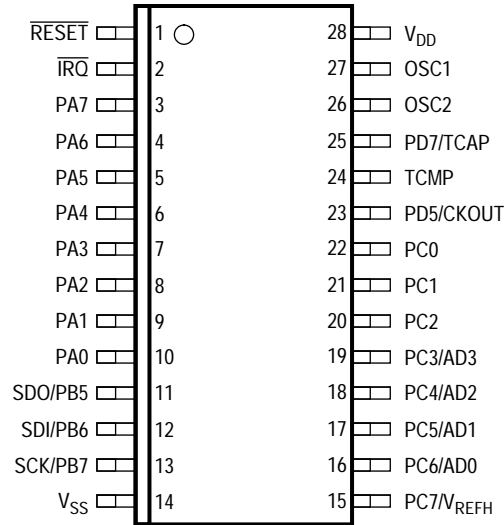 RESET 1 28 VDD
IRQ 2 27 OSC1
PA7 3 26 OSC2
PA6 4 25 PD7/TCAP
PA5 5 24 TCMP
PA4 6 23 PD5/CKOUT
PA3 7 22 PC0
PA2 8 21 PC1
PA1 9 20 PC2
PA0 10 19 PC3/AD3
SDO/PB5 11 18 PC4/AD2
SDI/PB6 12 17 PC5/AD1
SCK/PB7 13 16 PC6/AD0
VSS 14 15 PC7/VREFH